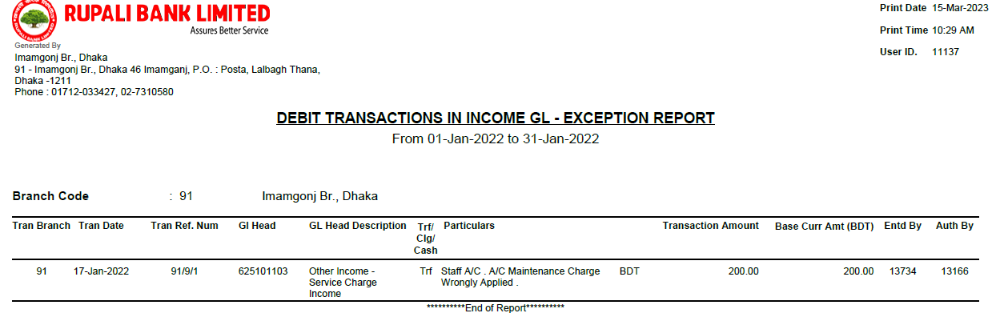 RUPALI BANK LIMITED
Assures Better Service
RUPALI BANK LIMITED
Print Date 15-Mar-2023
Print Time 10:29 AM
User ID. 11137
Generated By
Imamgonj Br., Dhaka
91 - Imamgonj Br., Dhaka 46 Imamganj, P.O. : Posta, Lalbagh Thana,
Dhaka -1211
Phone : 01712-033427, 02-7310580
DEBIT TRANSACTIONS IN INCOME GL - EXCEPTION REPORT
From 01-Jan-2022 to 31-Jan-2022
Branch Code : 91 Imamgonj Br., Dhaka
Tran Branch Tran Date Tran Ref. Num Gl Head GL Head Description Trf/ Particulars Transaction Amount Base Curr Amt (BDT) Entd By Auth By
Clg/
Cash
91 17-Jan-2022 91/9/1 625101103 Other Income - Trf Staff A/C . A/C Maintenance Charge BDT 200.00 200.00 13734 13166
Service Charge Wrongly Applied .
Income
**********End of Report**********